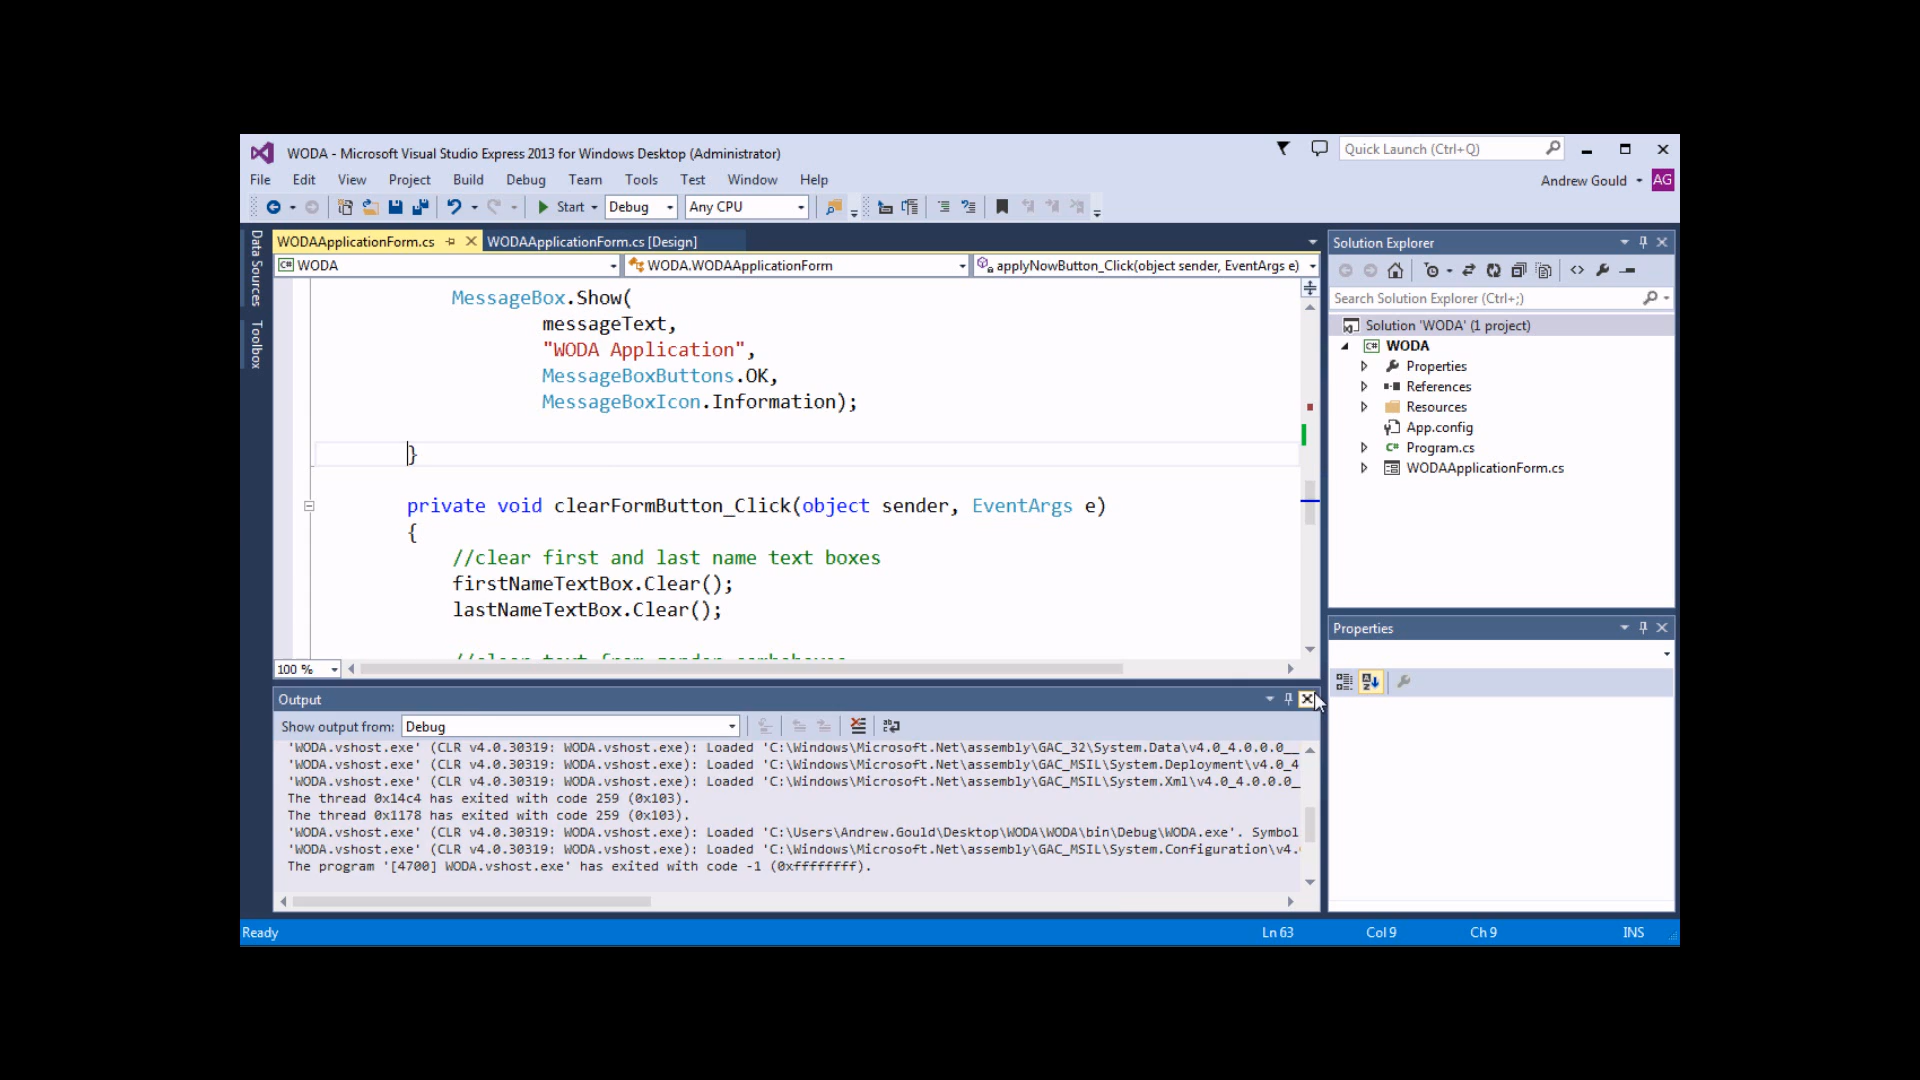 WODA - Microsoft Visual Studio Express 2013 for Windows Desktop (Administrator)
Quick Launch (Ctrl+Q)
File Edit View Project Build Debug Team Tools Test Window Help
Andrew Gould AG
Start Debug Any CPU
Data Sources
Toolbox
WODAApplicationForm.cs WODAApplicationForm.cs [Design]
WODA WODA.WODAApplicationForm applyNowButton_Click(object sender, EventArgs e)
MessageBox.Show(
messageText,
"WODA Application",
MessageBoxButtons.OK,
MessageBoxIcon.Information);
}
private void clearFormButton_Click(object sender, EventArgs e)
{
//clear first and last name text boxes
firstNameTextBox.Clear();
lastNameTextBox.Clear();
100 %
Output
Show output from: Debug
'WODA.vshost.exe' (CLR v4.0.30319: WODA.vshost.exe): Loaded 'C:\Windows\Microsoft.Net\assembly\GAC_32\System.Data\v4.0_4.0.0.0__
'WODA.vshost.exe' (CLR v4.0.30319: WODA.vshost.exe): Loaded 'C:\Windows\Microsoft.Net\assembly\GAC_MSIL\System.Deployment\v4.0_4
'WODA.vshost.exe' (CLR v4.0.30319: WODA.vshost.exe): Loaded 'C:\Windows\Microsoft.Net\assembly\GAC_MSIL\System.Xml\v4.0_4.0.0.0_
The thread 0x14c4 has exited with code 259 (0x103).
The thread 0x1178 has exited with code 259 (0x103).
'WODA.vshost.exe' (CLR v4.0.30319: WODA.vshost.exe): Loaded 'C:\Users\Andrew.Gould\Desktop\WODA\WODA\bin\Debug\WODA.exe'. Symbol
'WODA.vshost.exe' (CLR v4.0.30319: WODA.vshost.exe): Loaded 'C:\Windows\Microsoft.Net\assembly\GAC_MSIL\System.Configuration\v4.
The program '[4700] WODA.vshost.exe' has exited with code -1 (0xffffffff).
Solution Explorer
Search Solution Explorer (Ctrl+;)
Solution 'WODA' (1 project)
WODA
Properties
References
Resources
App.config
Program.cs
WODAApplicationForm.cs
Properties
Ready Ln 63 Col 9 Ch 9 INS